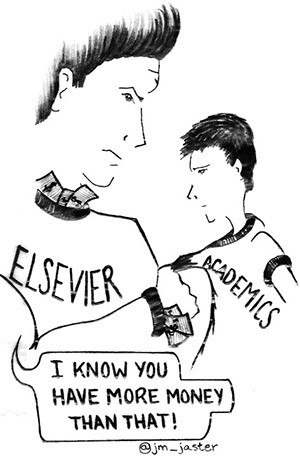 ELSEVIER
ACADEMICS
I KNOW YOU
HAVE MORE MONEY
THAN THAT!
@jm_jaster